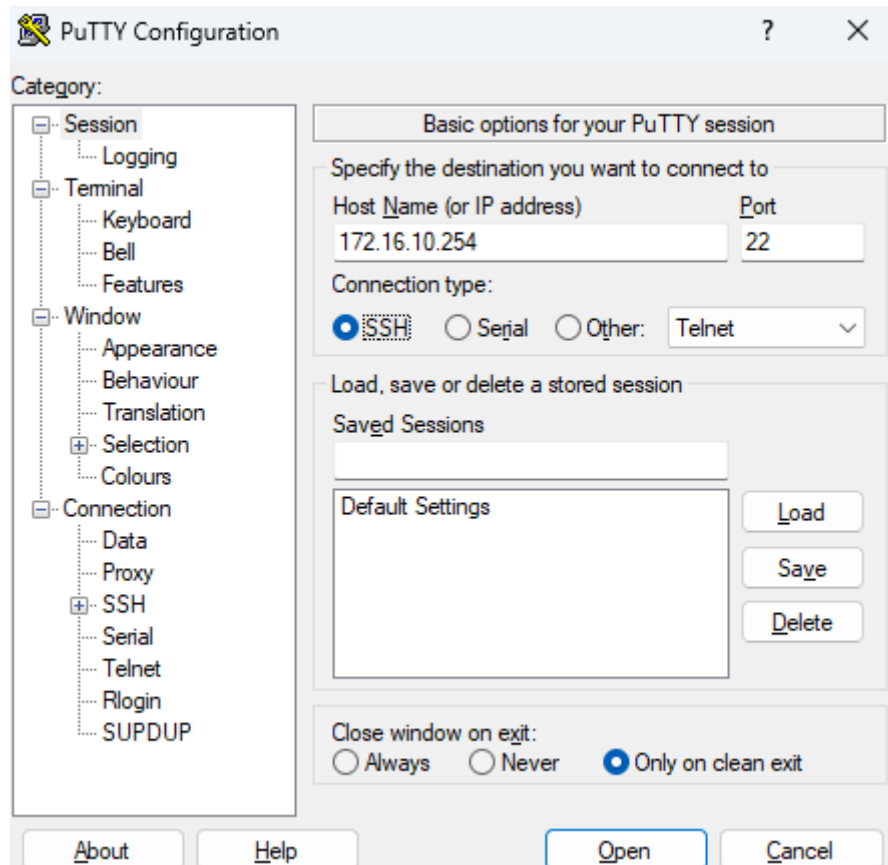 PuTTY Configuration
?
Category:
Session
Logging
Terminal
Keyboard
Bell
Features
Window
Appearance
Behaviour
Translation
Selection
Colours
Connection
Data
Proxy
SSH
Serial
Telnet
Rlogin
SUPDUP
Basic options for your PuTTY session
Specify the destination you want to connect to
Host Name (or IP address) Port
172.16.10.254 22
Connection type:
SSH Serial Other: Telnet
Load, save or delete a stored session
Saved Sessions
Default Settings
Load
Save
Delete
Close window on exit:
Always Never Only on clean exit
About Help Open Cancel